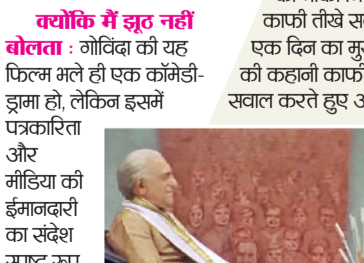 क्योंकि मैं झूठ नहीं
बोलता : गोविंदा की यह
फिल्म भले ही एक कॉमेडी-
ड्रामा हो, लेकिन इसमें
पत्रकारिता
और
मीडिया की
ईमानदारी
का संदेश
काफी तीखे
एक दिन का
की कहानी काफी
सवाल करते हुए